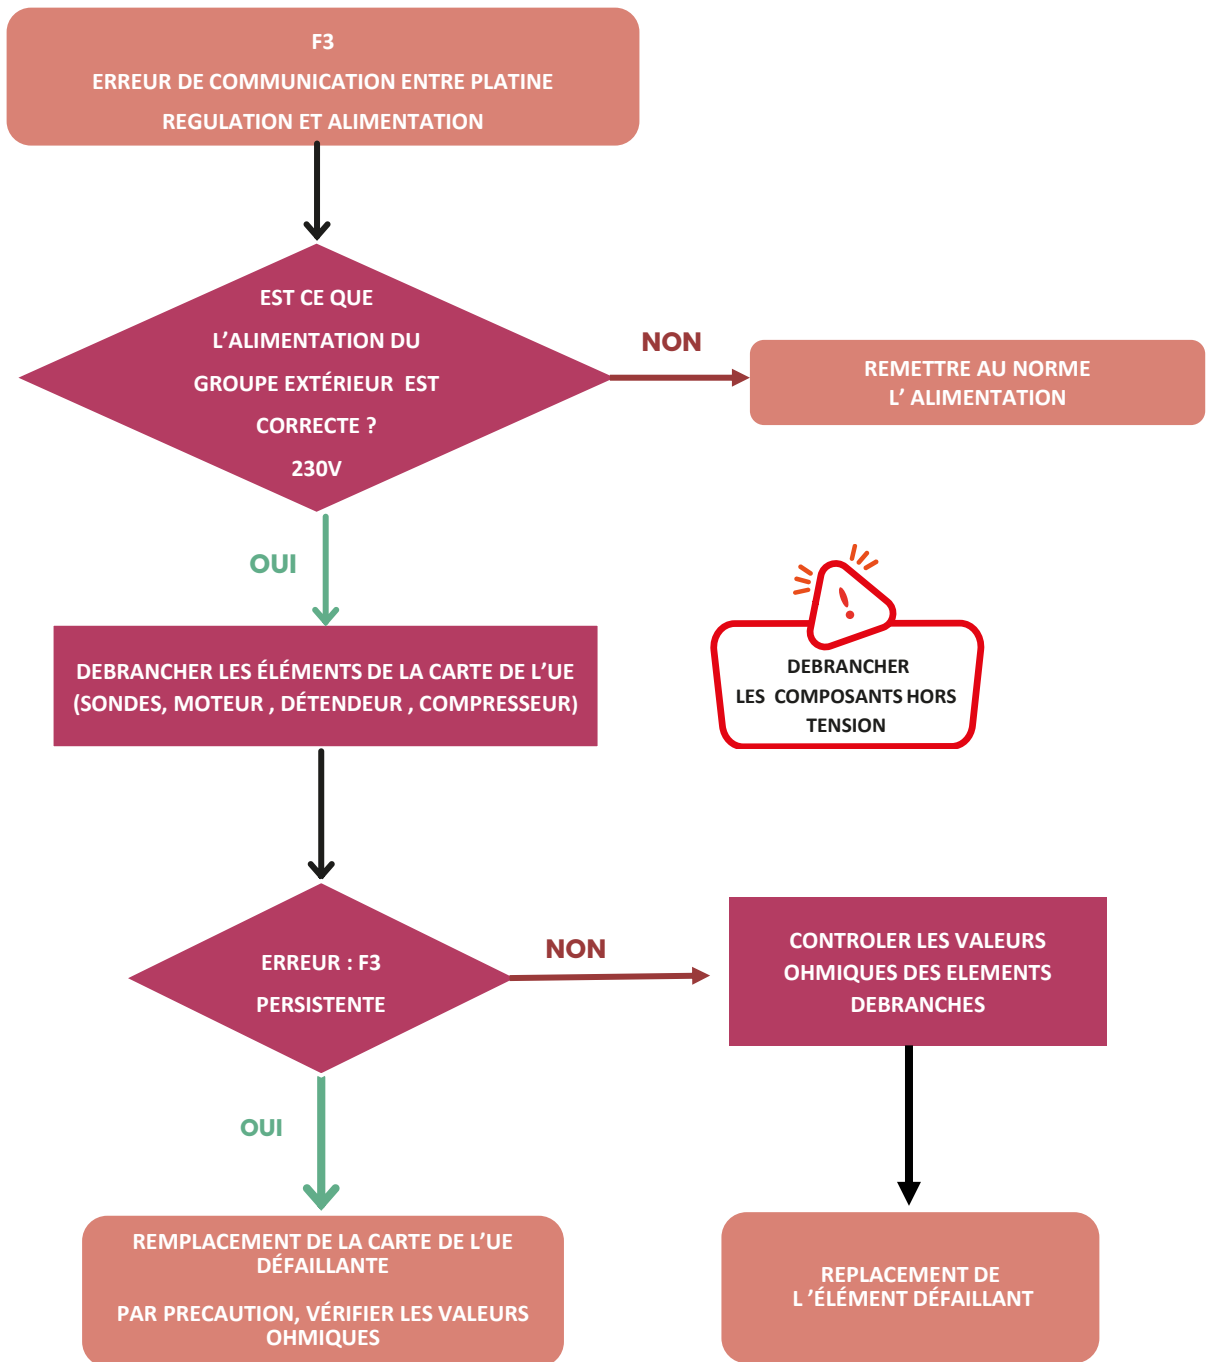 F3
ERREUR DE COMMUNICATION ENTRE PLATINE
REGULATION ET ALIMENTATION
EST CE QUE
L’ALIMENTATION DU
GROUPE EXTÉRIEUR EST
CORRECTE ?
230V
NON
REMETTRE AU NORME
L’ ALIMENTATION
OUI
DEBRANCHER LES ÉLÉMENTS DE LA CARTE DE L’UE
(SONDES, MOTEUR , DÉTENDEUR , COMPRESSEUR)
DEBRANCHER
LES COMPOSANTS HORS
TENSION
ERREUR : F3
PERSISTENTE
NON
CONTROLER LES VALEURS
OHMIQUES DES ELEMENTS
DEBRANCHES
OUI
REMPLACEMENT DE LA CARTE DE L’UE
DÉFAILLANTE
PAR PRECAUTION, VÉRIFIER LES VALEURS
OHMIQUES
REPLACEMENT DE
L ’ÉLÉMENT DÉFAILLANT